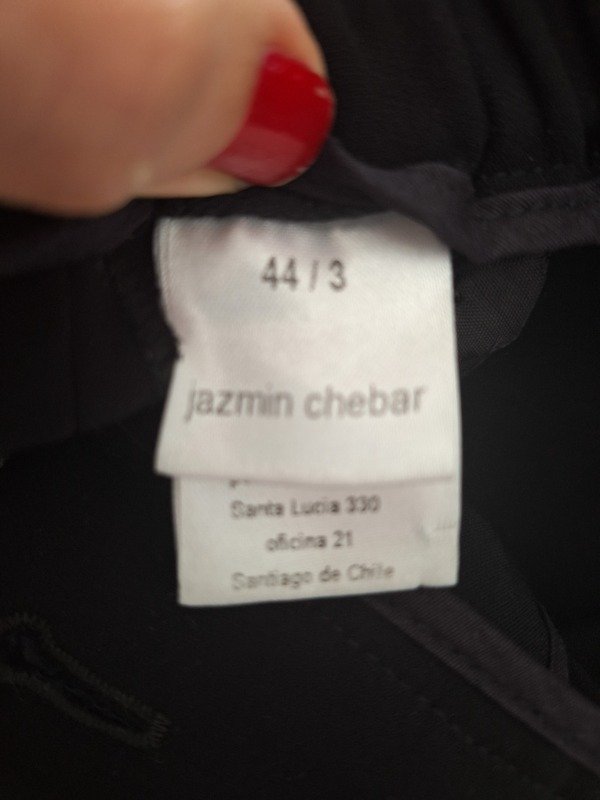 44 / 3
jazmin chebar
Santa Lucia 330
oficina 21
Santiago de Chile